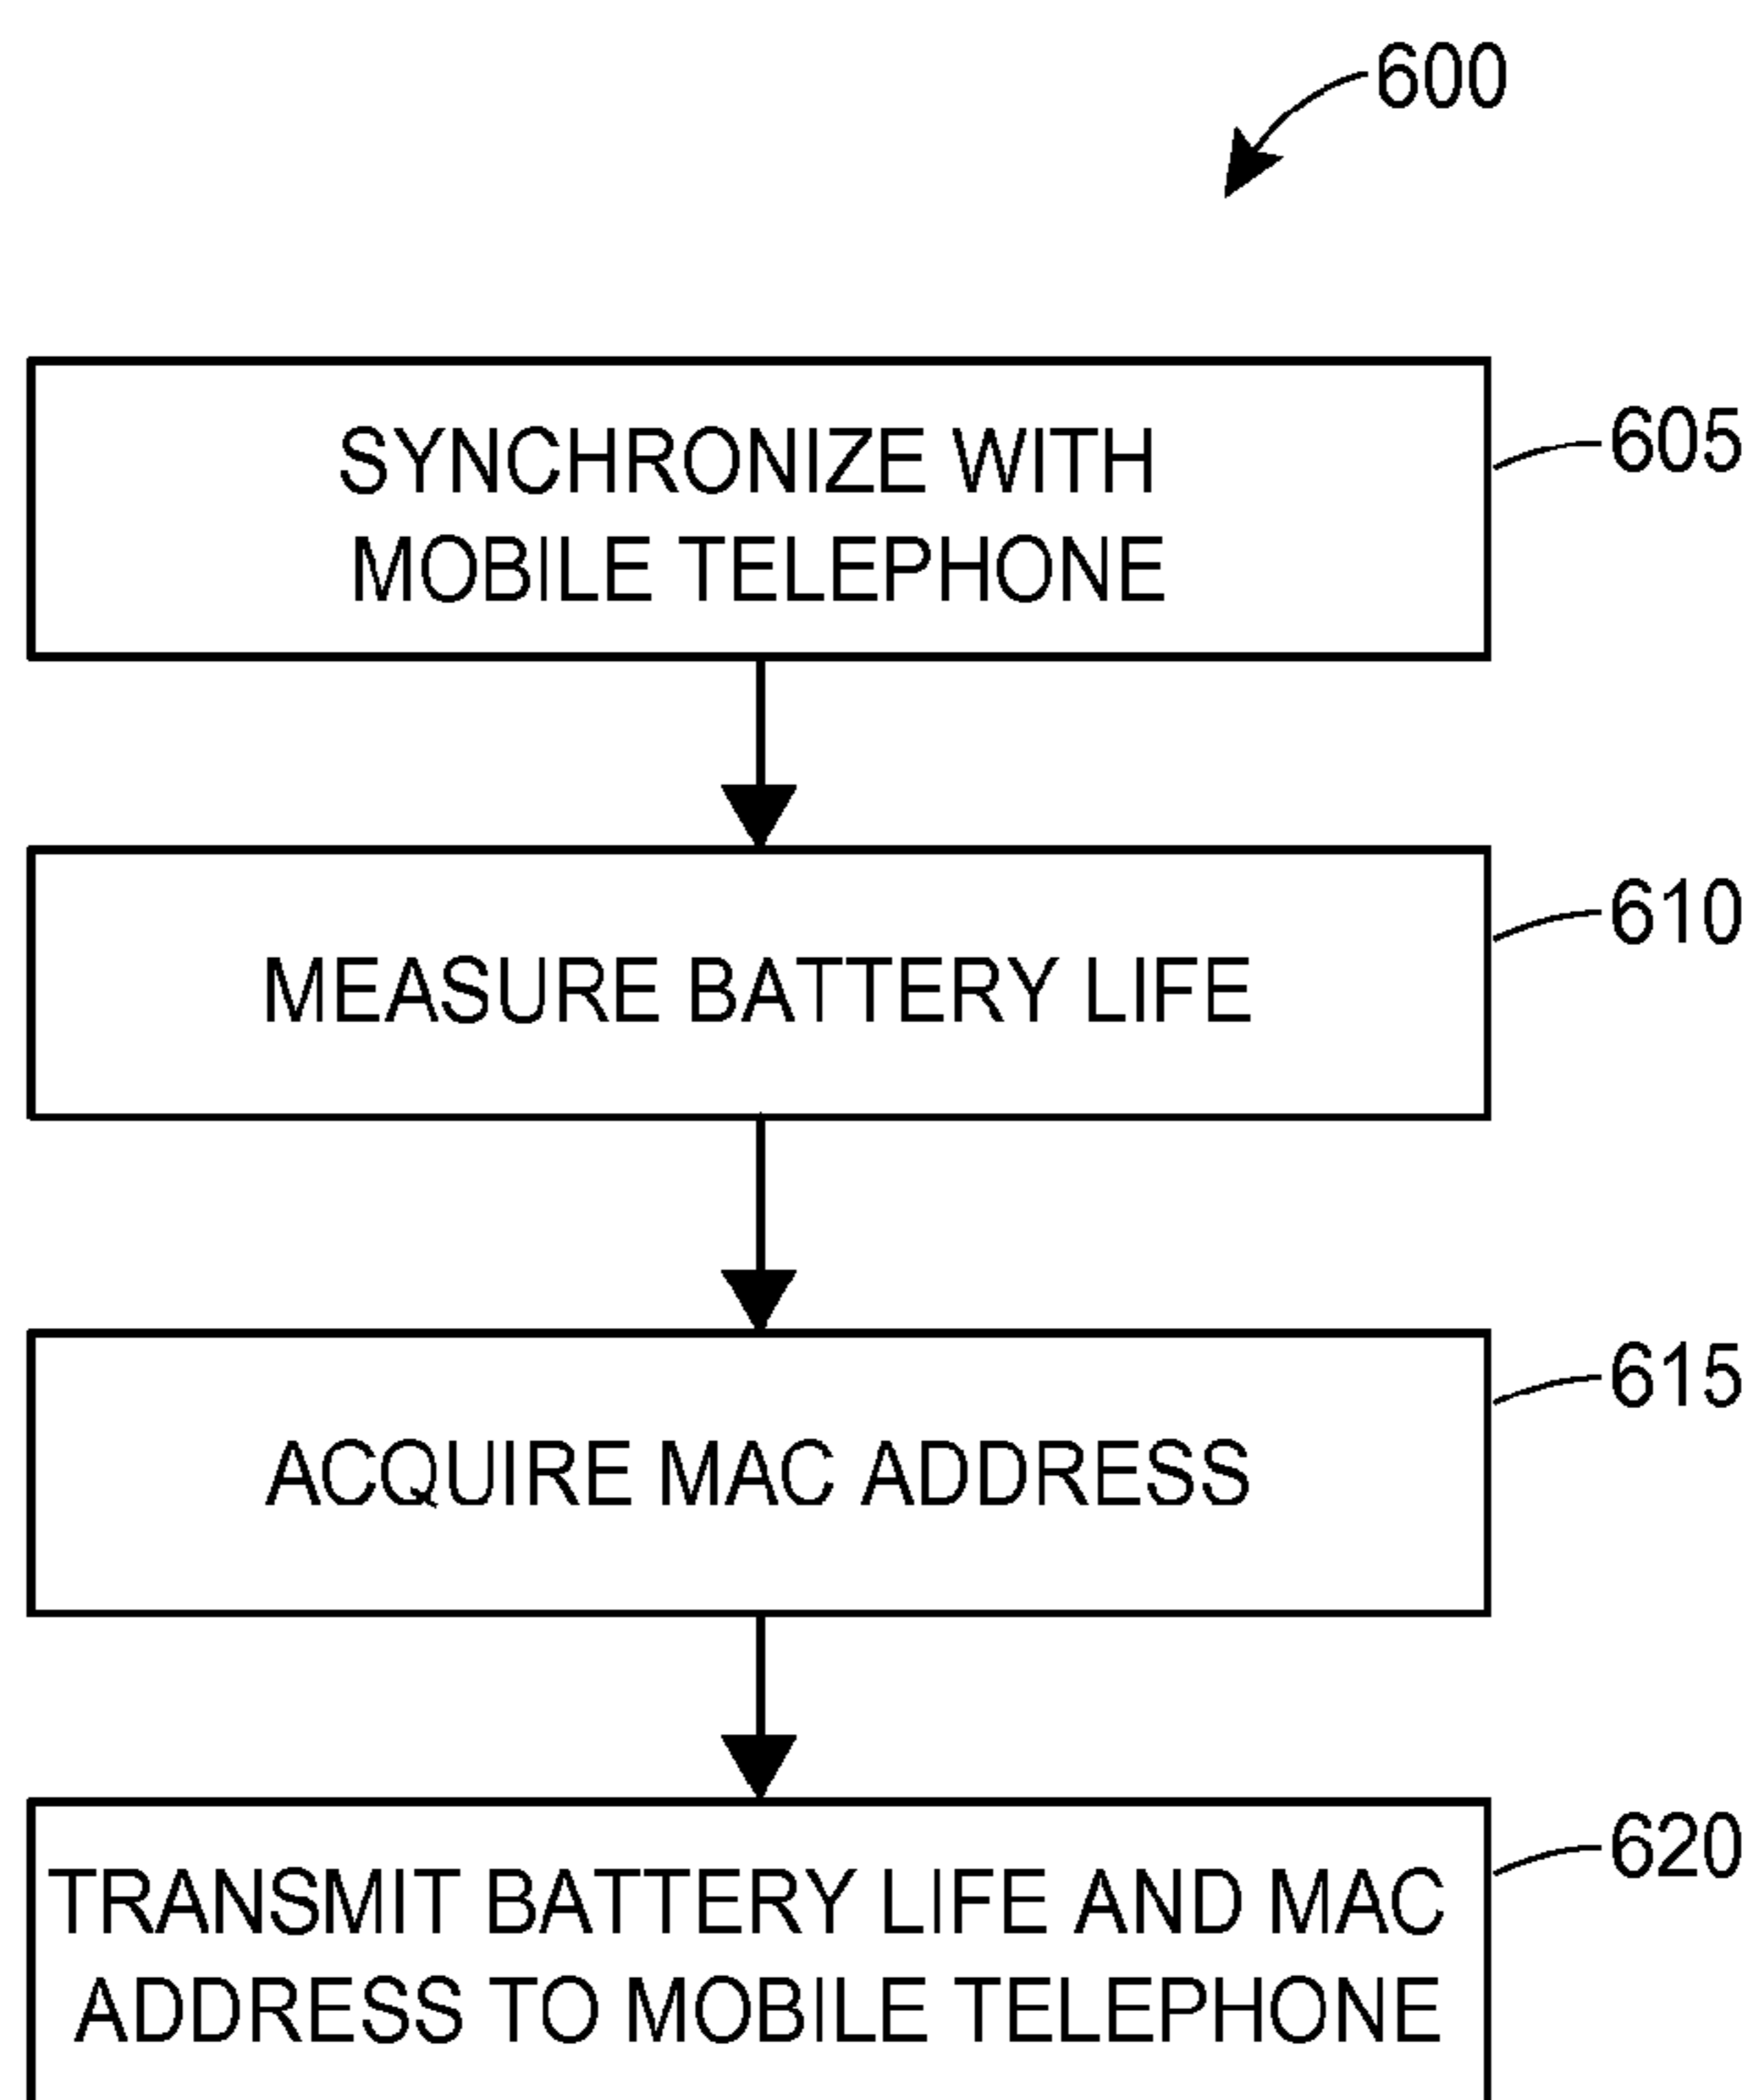 600
SYNCHRONIZE WITH
MOBILE TELEPHONE
605
MEASURE BATTERY LIFE
610
ACQUIRE MAC ADDRESS
615
TRANSMIT BATTERY LIFE AND MAC
ADDRESS TO MOBILE TELEPHONE
620